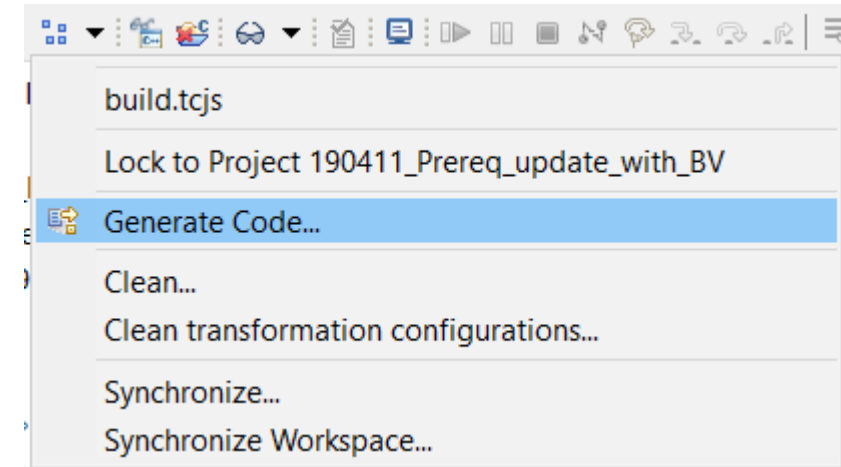 build.tcjs
Lock to Project 190411_Prereq_update_with_BV
Generate Code...
Clean...
Clean transformation configurations...
Synchronize...
Synchronize Workspace...